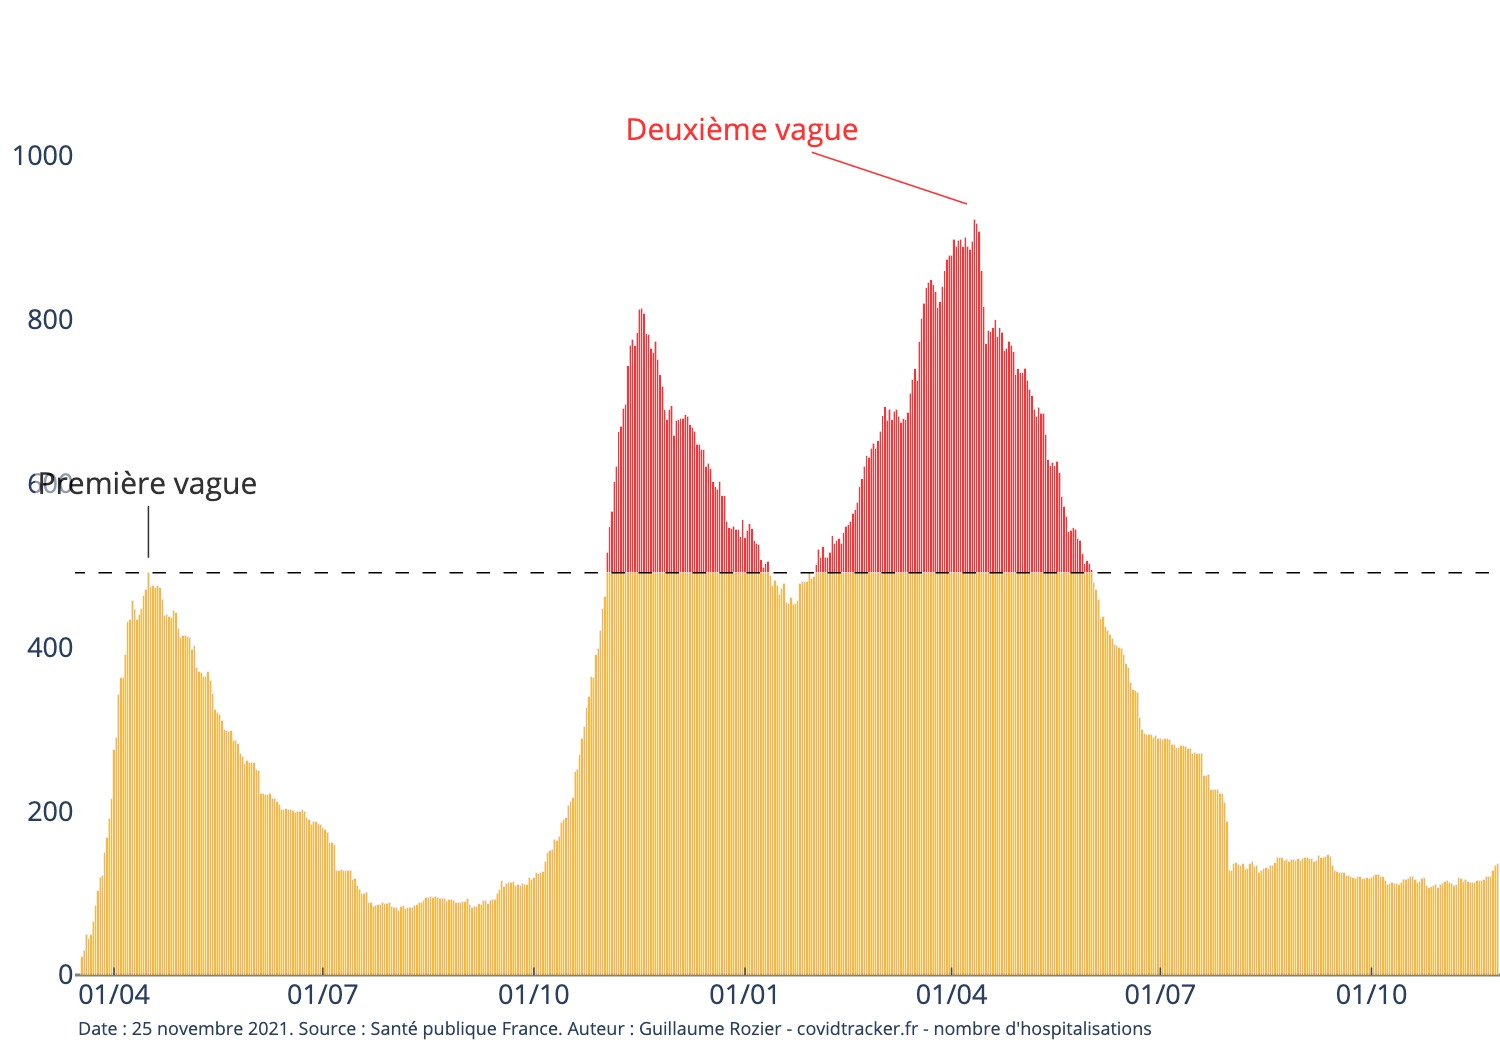 Deuxième vague
1000
800
600
Première vague
400
200
0
01/04 01/07 01/10 01/01 01/04 01/07 01/10
Date : 25 novembre 2021. Source : Santé publique France. Auteur : Guillaume Rozier - covidtracker.fr - nombre d'hospitalisations